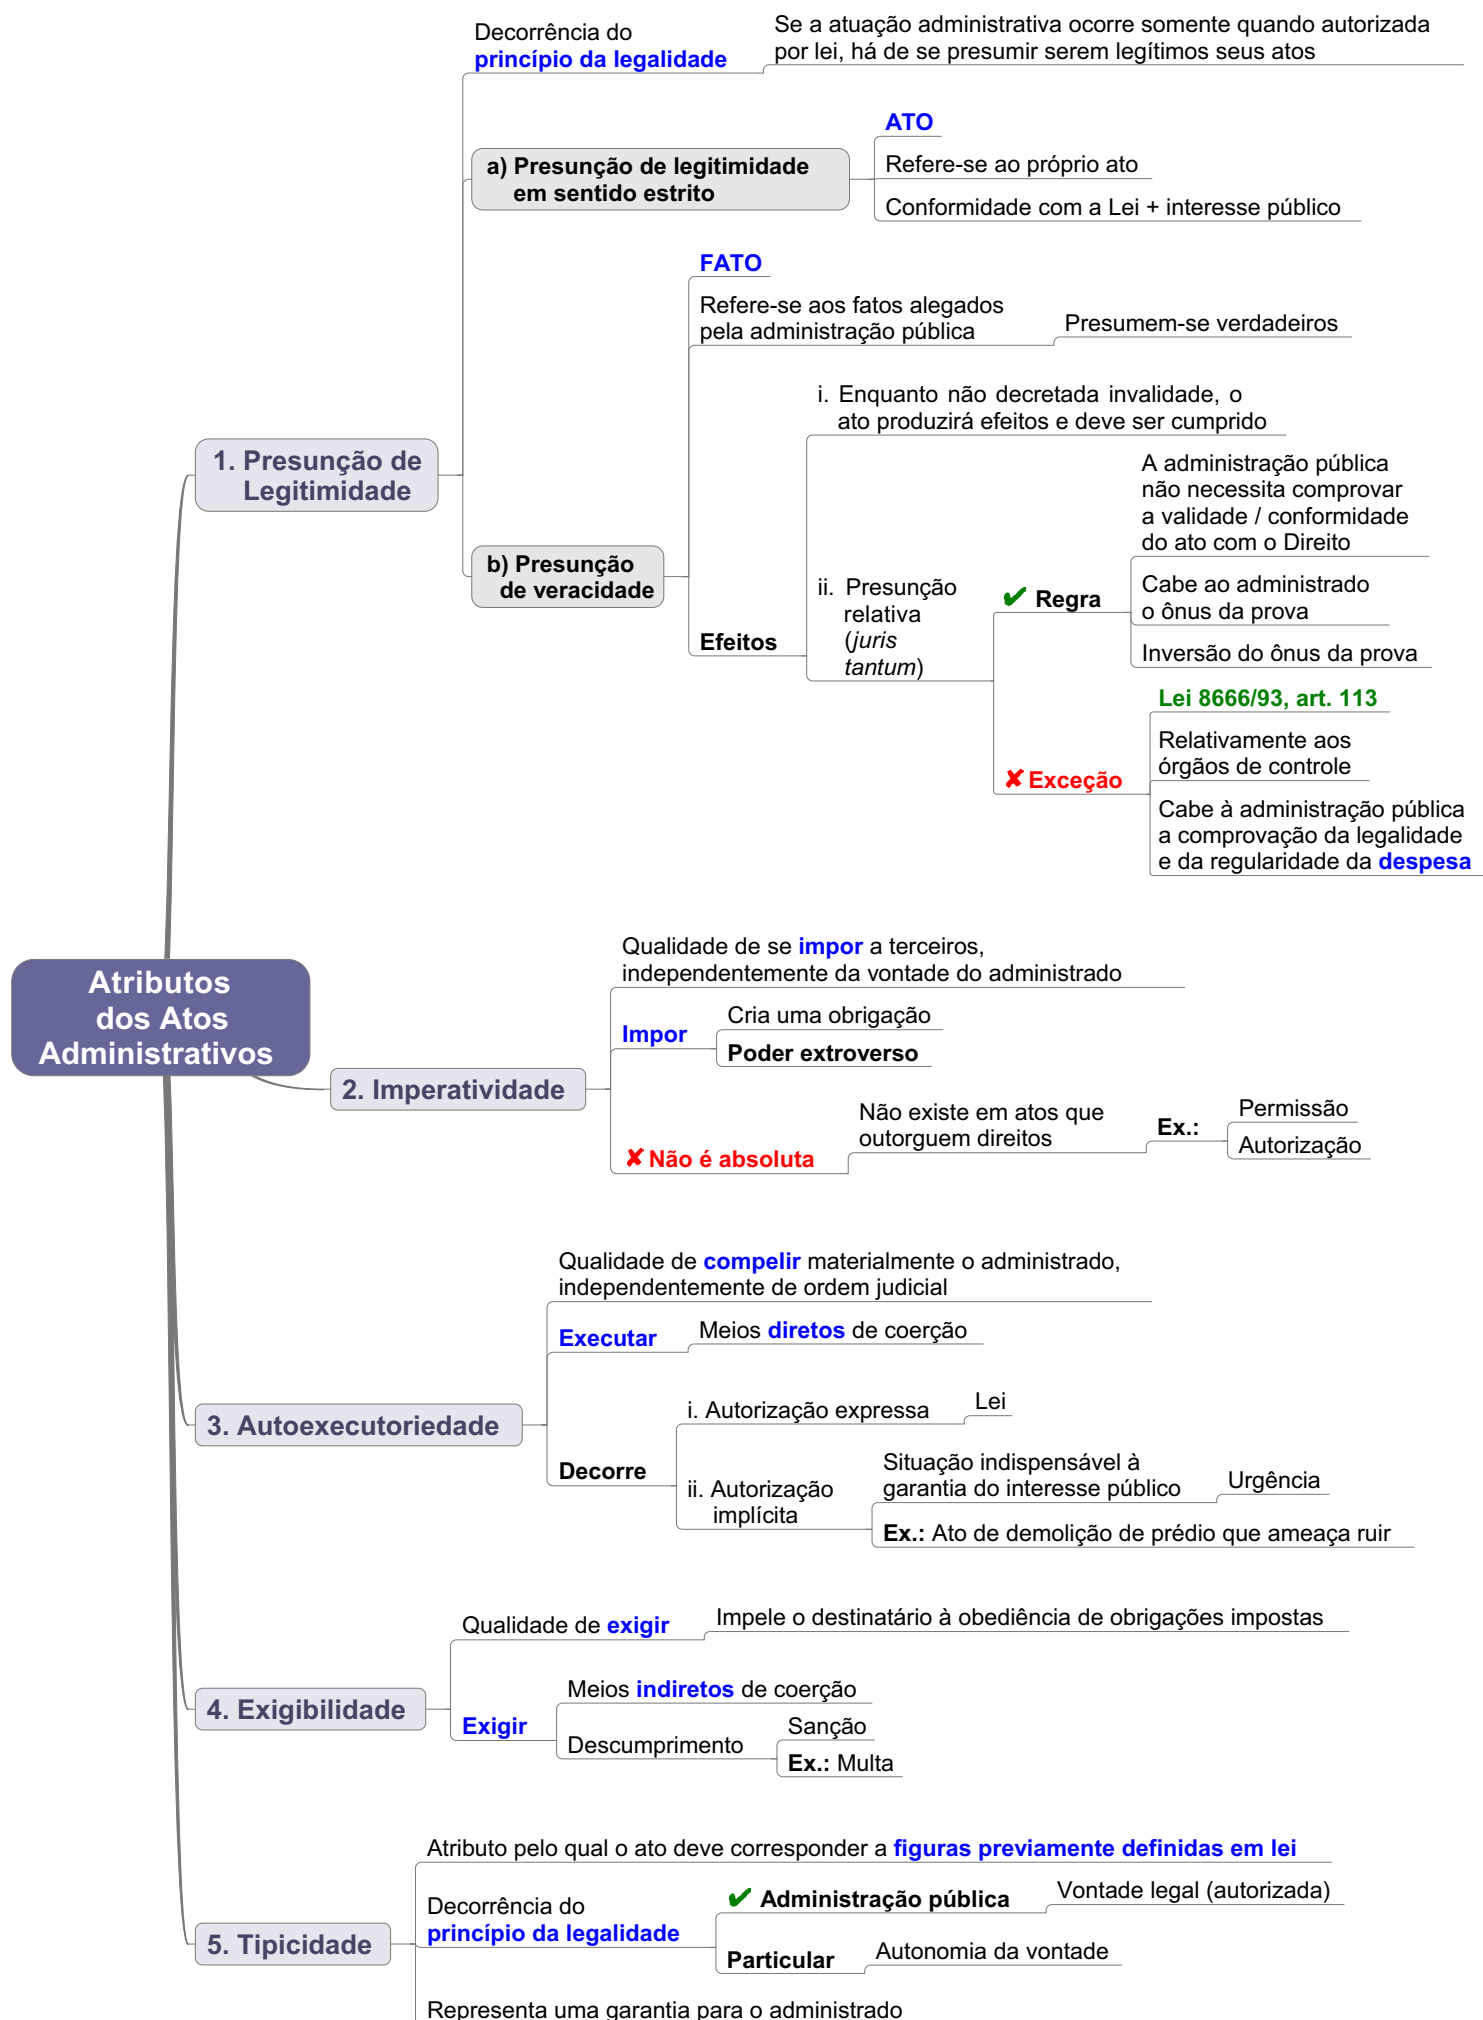 Atributos
dos Atos
Administrativos
1. Presunção de
Legitimidade
Decorrência do
princípio da legalidade
Se a atuação administrativa ocorre somente quando autorizada
por lei, há de se presumir serem legítimos seus atos
a) Presunção de legitimidade
em sentido estrito
ATO
Refere-se ao próprio ato
Conformidade com a Lei + interesse público
b) Presunção
de veracidade
FATO
Refere-se aos fatos alegados
pela administração pública
Presumem-se verdadeiros
Efeitos
i. Enquanto não decretada invalidade, o
ato produzirá efeitos e deve ser cumprido
ii. Presunção
relativa
(juris
tantum)
✔ Regra
A administração pública
não necessita comprovar
a validade / conformidade
do ato com o Direito
Cabe ao administrado
o ônus da prova
Inversão do ônus da prova
✘ Exceção
Lei 8666/93, art. 113
Relativamente aos
órgãos de controle
Cabe à administração pública
a comprovação da legalidade
e da regularidade da despesa
2. Imperatividade
Qualidade de se impor a terceiros,
independentemente da vontade do administrado
Impor
Cria uma obrigação
Poder extroverso
✘ Não é absoluta
Não existe em atos que
outorguem direitos
Ex.:
Permissão
Autorização
3. Autoexecutoriedade
Qualidade de compelir materialmente o administrado,
independentemente de ordem judicial
Executar
Meios diretos de coerção
Decorre
i. Autorização expressa
Lei
ii. Autorização
implícita
Situação indispensável à
garantia do interesse público
Urgência
Ex.: Ato de demolição de prédio que ameaça ruir
4. Exigibilidade
Qualidade de exigir
Impele o destinatário à obediência de obrigações impostas
Exigir
Meios indiretos de coerção
Descumprimento
Sanção
Ex.: Multa
5. Tipicidade
Atributo pelo qual o ato deve corresponder a figuras previamente definidas em lei
Decorrência do
princípio da legalidade
✔ Administração pública
Vontade legal (autorizada)
Particular
Autonomia da vontade
Representa uma garantia para o administrado